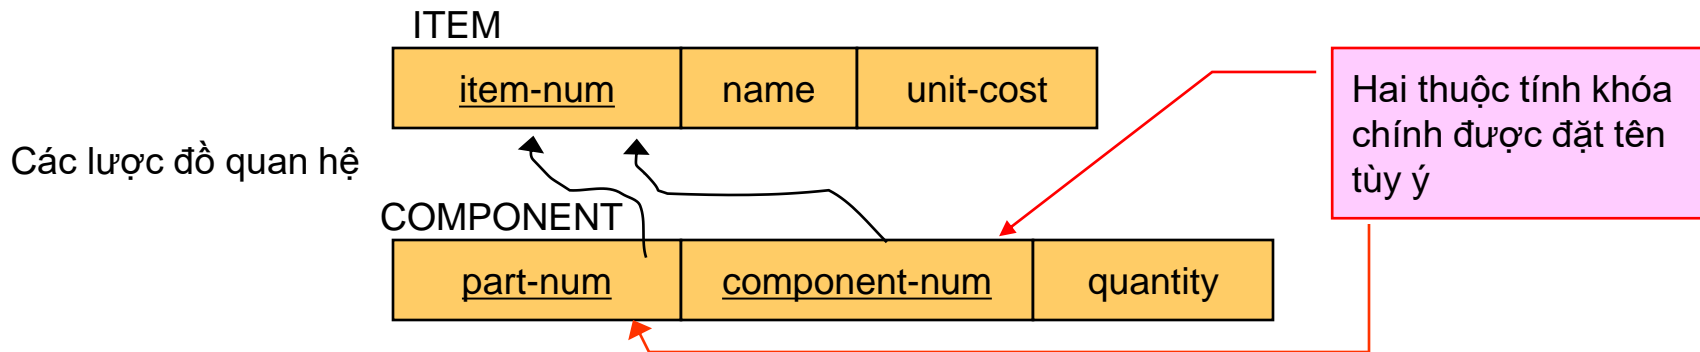 ITEM
item-num name unit-cost
Các lược đồ quan hệ
COMPONENT
part-num component-num quantity
Hai thuộc tính khóa
chính được đặt tên
tùy ý